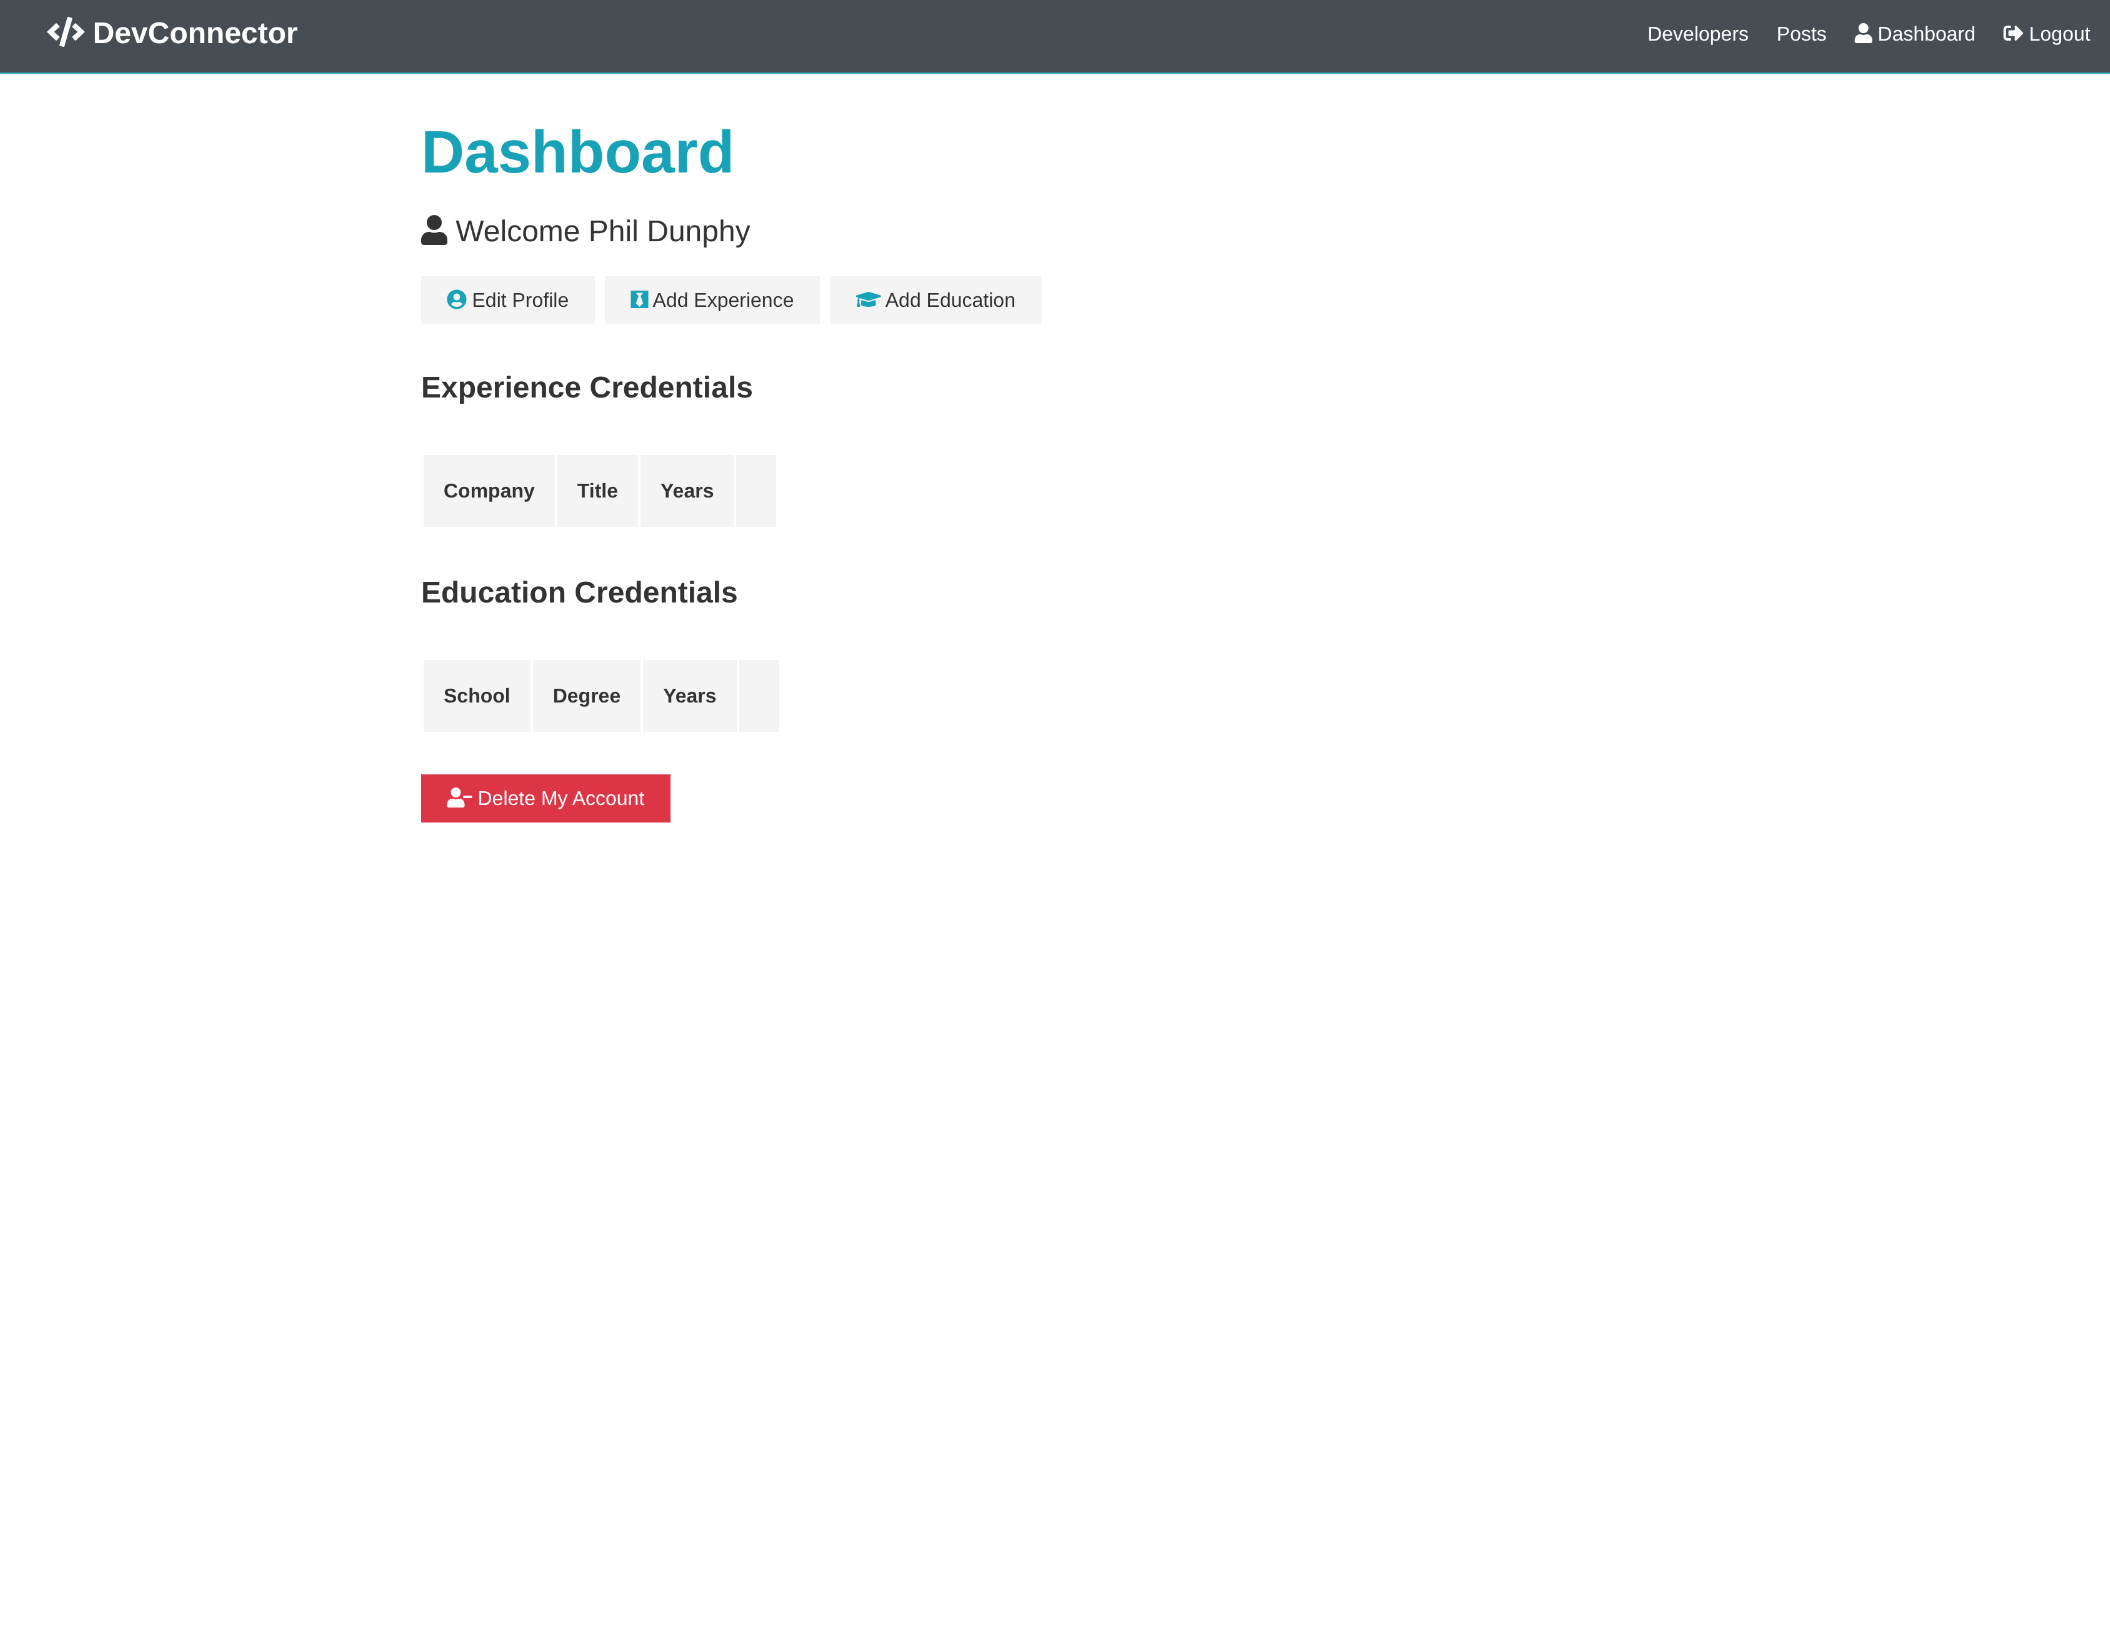 DevConnector
Developers Posts Dashboard Logout
Dashboard
Welcome Phil Dunphy
Edit Profile Add Experience Add Education
Experience Credentials
Company Title Years
Education Credentials
School Degree Years
Delete My Account